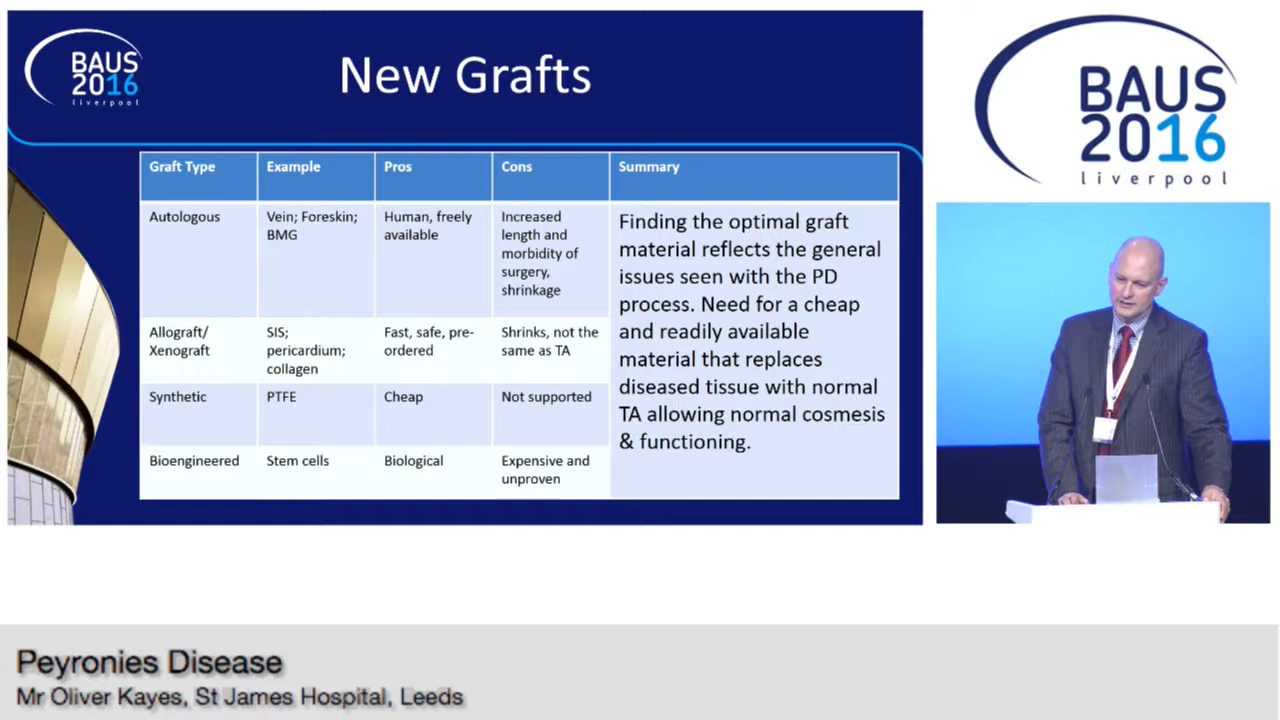 BAUS
2016
liverpool
New Grafts
Graft Type
Example
Pros
Cons
Summary
Autologous
Vein; Foreskin;
BMG
Human, freely
available
Increased
length and
morbidity of
surgery,
shrinkage
Finding the optimal graft
material reflects the general
issues seen with the PD
process. Need for a cheap
and readily available
material that replaces
diseased tissue with normal
TA allowing normal cosmesis
& functioning.
Allograft/
Xenograft
SIS;
pericardium;
collagen
Fast, safe, pre-
ordered
Shrinks, not the
same as TA
Synthetic
PTFE
Cheap
Not supported
Bioengineered
Stem cells
Biological
Expensive and
unproven
BAUS
2016
liverpool
Peyronies Disease
Mr Oliver Kayes, St James Hospital, Leeds